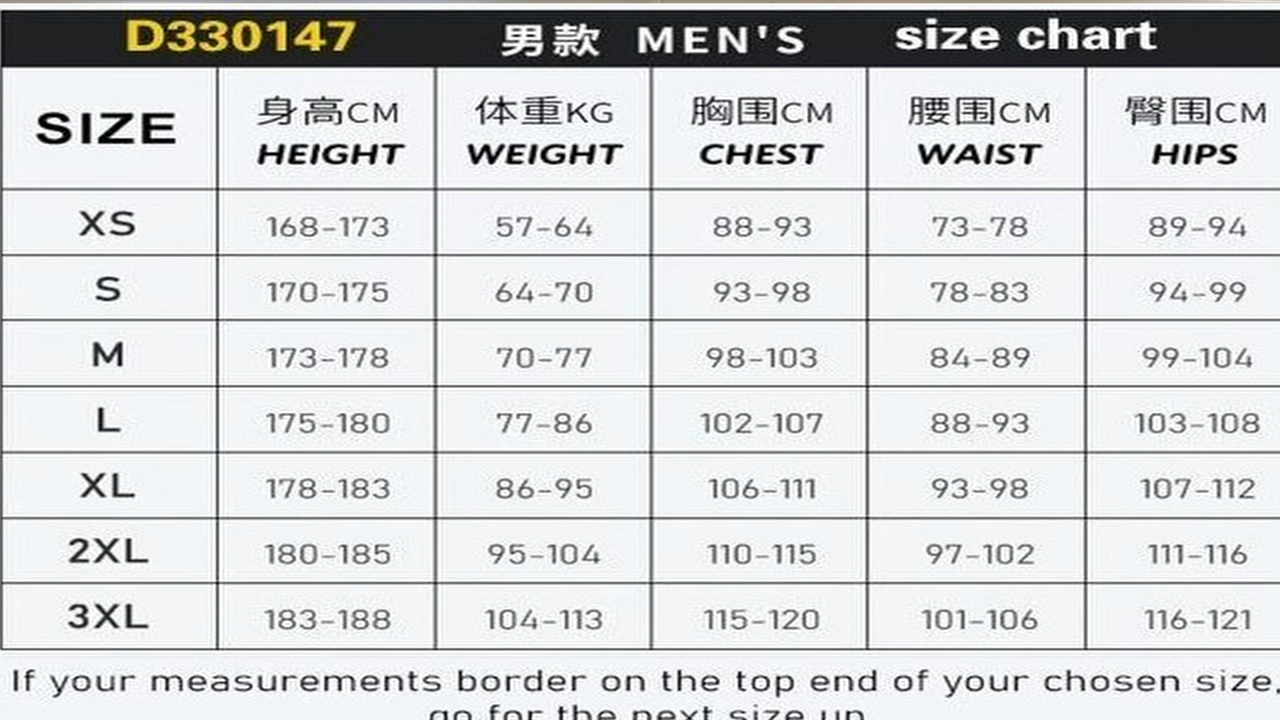 D330147 男款 MEN'S size chart
SIZE 身高CM HEIGHT 体重KG WEIGHT 胸围CM CHEST 腰围CM WAIST 臀围CM HIPS
XS 168-173 57-64 88-93 73-78 89-94
S 170-175 64-70 93-98 78-83 94-99
M 173-178 70-77 98-103 84-89 99-104
L 175-180 77-86 102-107 88-93 103-108
XL 178-183 86-95 106-111 93-98 107-112
2XL 180-185 95-104 110-115 97-102 111-116
3XL 183-188 104-113 115-120 101-106 116-121
If your measurements border on the top end of your chosen size,
go for the next size up